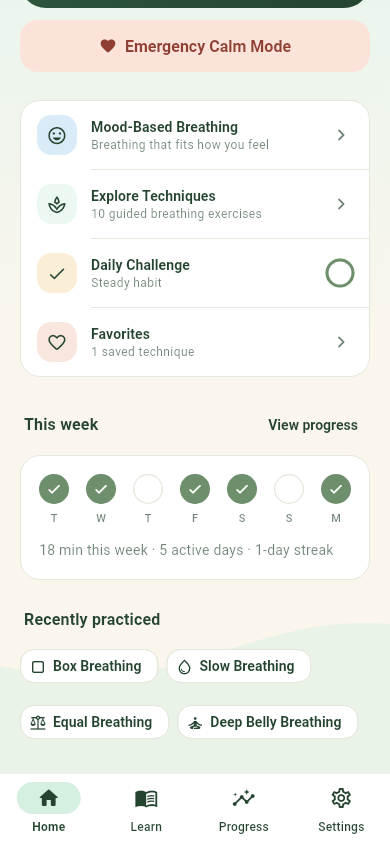 Emergency Calm Mode
Mood-Based Breathing
Breathing that fits how you feel
Explore Techniques
10 guided breathing exercises
Daily Challenge
Steady habit
Favorites
1 saved technique
This week
View progress
T W T F S S M
18 min this week · 5 active days · 1-day streak
Recently practiced
Box Breathing
Slow Breathing
Equal Breathing
Deep Belly Breathing
Home
Learn
Progress
Settings